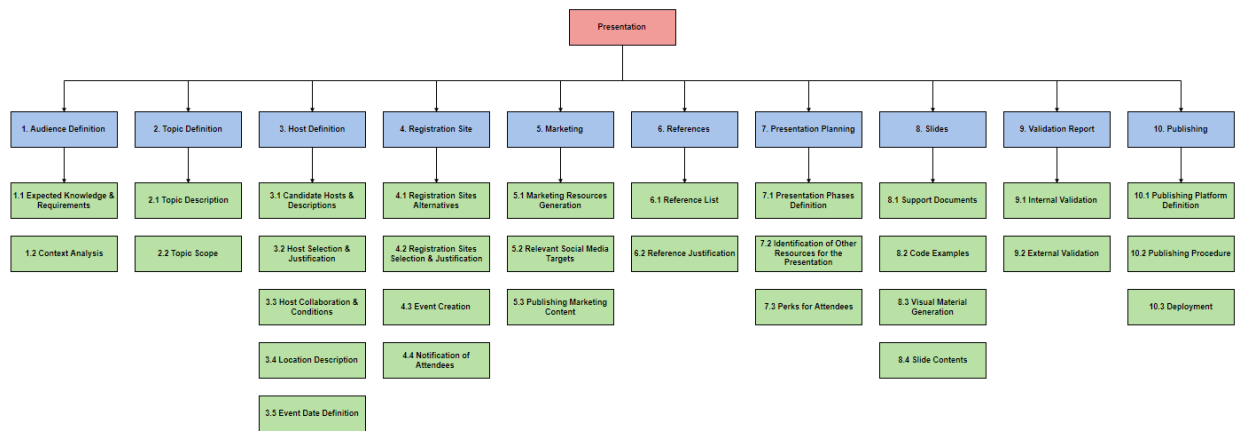 Presentation
1. Audience Definition
2. Topic Definition
3. Host Definition
4. Registration Site
5. Marketing
6. References
7. Presentation Planning
8. Slides
9. Validation Report
10. Publishing
1.1 Expected Knowledge &
Requirements
1.2 Context Analysis
2.1 Topic Description
2.2 Topic Scope
3.1 Candidate Hosts &
Descriptions
3.2 Host Selection &
Justification
3.3 Host Collaboration &
Conditions
3.4 Location Description
3.5 Event Date Definition
4.1 Registration Sites
Alternatives
4.2 Registration Sites
Selection & Justification
4.3 Event Creation
4.4 Notification of
Attendees
5.1 Marketing Resources
Generation
5.2 Relevant Social Media
Targets
5.3 Publishing Marketing
Content
6.1 Reference List
6.2 Reference Justification
7.1 Presentation Phases
Definition
7.2 Identification of Other
Resources for the
Presentation
7.3 Perks for Attendees
8.1 Support Documents
8.2 Code Examples
8.3 Visual Material
Generation
8.4 Slide Contents
9.1 Internal Validation
9.2 External Validation
10.1 Publishing Platform
Definition
10.2 Publishing Procedure
10.3 Deployment